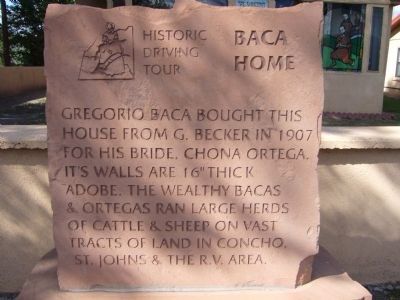 HISTORIC
DRIVING
TOUR
BACA
HOME
GREGORIO BACA BOUGHT THIS
HOUSE FROM G. BECKER IN 1907
FOR HIS BRIDE, CHONA ORTEGA.
IT'S WALLS ARE 16" THICK
ADOBE. THE WEALTHY BACAS
& ORTEGAS RAN LARGE HERDS
OF CATTLE & SHEEP ON VAST
TRACTS OF LAND IN CONCHO,
ST. JOHNS & THE R.V. AREA.